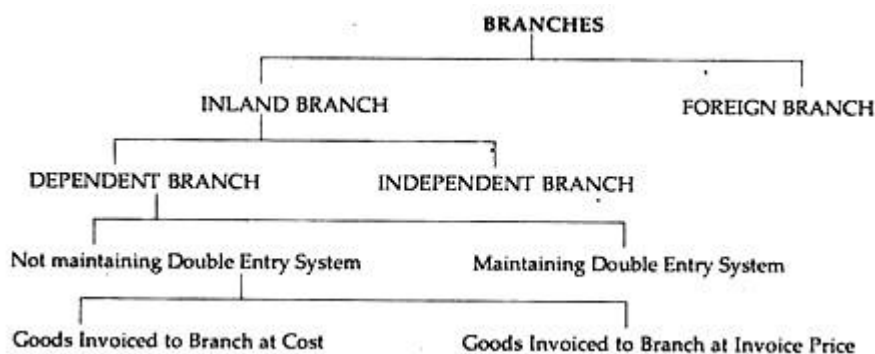 BRANCHES
INLAND BRANCH
FOREIGN BRANCH
DEPENDENT BRANCH
INDEPENDENT BRANCH
Not maintaining Double Entry System
Maintaining Double Entry System
Goods Invoiced to Branch at Cost
Goods Invoiced to Branch at Invoice Price